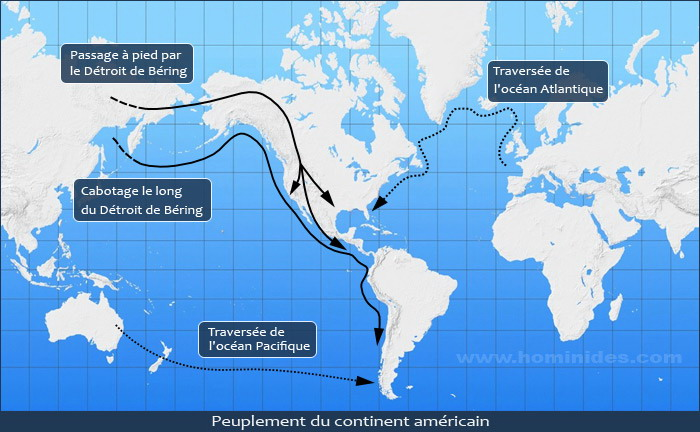 Passage à pied par
le Détroit de Béring
Traversée de
l'océan Atlantique
Cabotage le long
du Détroit de Béring
Traversée de
l'océan Pacifique
www.hominides.com
Peuplement du continent américain